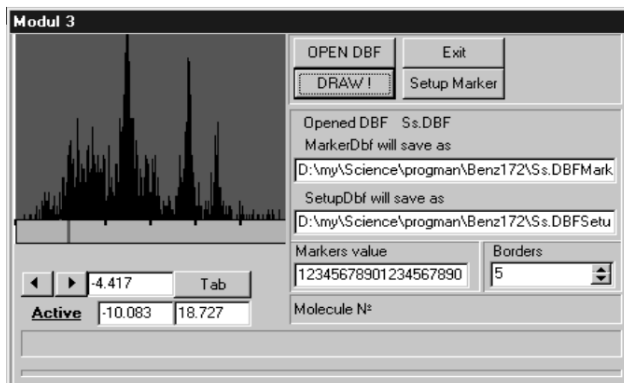 Modul 3
OPEN DBF Exit
DRAW ! Setup Marker
Opened DBF Ss.DBF
MarkerDbf will save as
D:\my\Science\progman\Benz172\Ss.DBFMark
SetupDbf will save as
D:\my\Science\progman\Benz172\Ss.DBFSetu
Markers value Borders
12345678901234567890 5
-4.417 Tab
Active -10.083 18.727
Molecule Nº